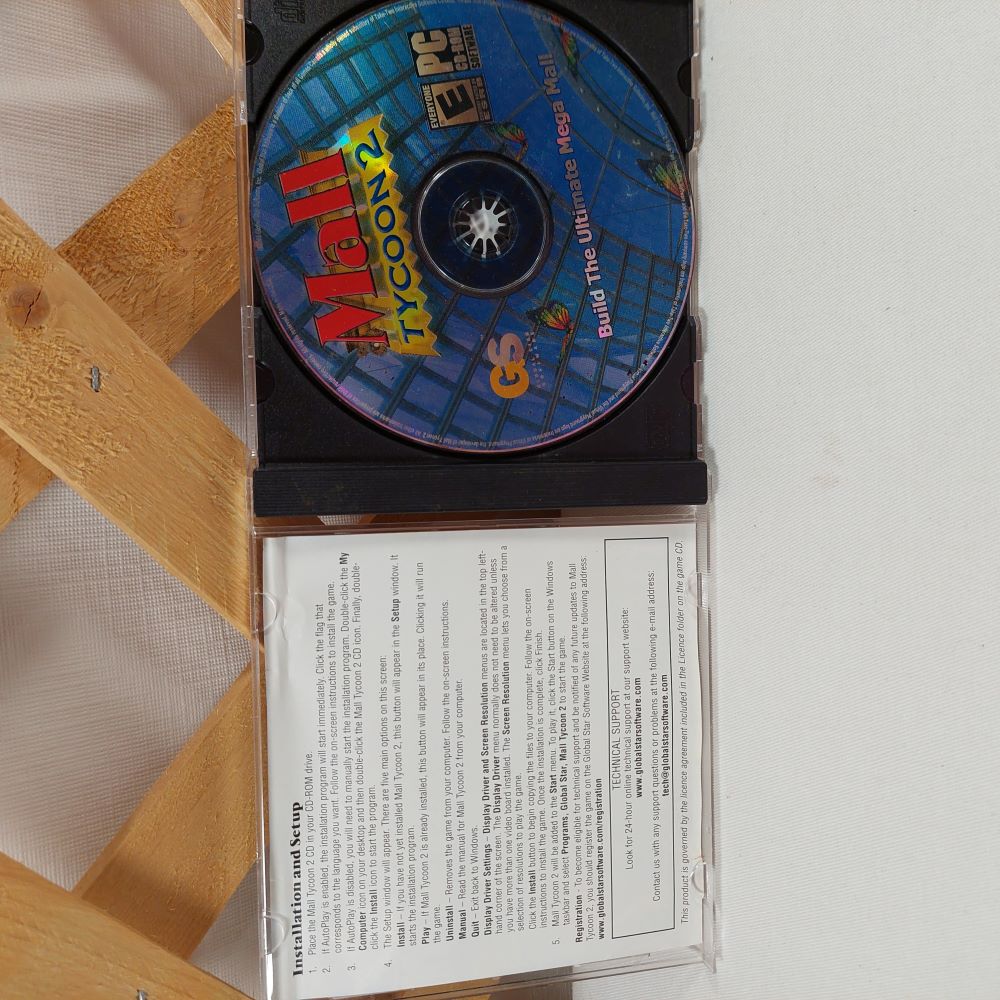 Mall
TYCOON 2
EVERYONE
E
ESRB
PC
CD-ROM
SOFTWARE
GS
Build The Ultimate Mega Mall
Installation and Setup
1. Place the Mall Tycoon 2 CD in your CD-ROM drive.
2. If AutoPlay is enabled, the installation program will start immediately. Click the flag that
corresponds to the language you want. Follow the on-screen instructions to install the game.
3. If AutoPlay is disabled, you will need to manually start the installation program. Double-click the My
Computer icon on your desktop and then double-click the Mall Tycoon 2 CD icon. Finally, double-
click the Install icon to start the program.
4. The Setup window will appear. There are five main options on this screen:
Install – If you have not yet installed Mall Tycoon 2, this button will appear in the Setup window. It
starts the installation program.
Play – If Mall Tycoon 2 is already installed, this button will appear in its place. Clicking it will run
the game.
Uninstall – Removes the game from your computer. Follow the on-screen instructions.
Manual – Read the manual for Mall Tycoon 2 from your computer.
Quit – Exit back to Windows.
Display Driver Settings – Display Driver and Screen Resolution menus are located in the top left-
hand corner of the screen. The Display Driver menu normally does not need to be altered unless
you have more than one video board installed. The Screen Resolution menu lets you choose from a
selection of resolutions to play the game.
Click the Install button to begin copying the files to your computer. Follow the on-screen
instructions to install the game. Once the installation is complete, click Finish.
5. Mall Tycoon 2 will be added to the Start menu. To play it, click the Start button on the Windows
taskbar and select Programs, Global Star, Mall Tycoon 2 to start the game.
Registration - To become eligible for technical support and be notified of any future updates to Mall
Tycoon 2, you should register the game on the Global Star Software Website at the following address:
www.globalstarsoftware.com/registration
TECHNICAL SUPPORT
Look for 24-hour online technical support at our support website:
www.globalstarsoftware.com
Contact us with any support questions or problems at the following e-mail address:
tech@globalstarsoftware.com
This product is governed by the licence agreement included in the Licence folder on the game CD.